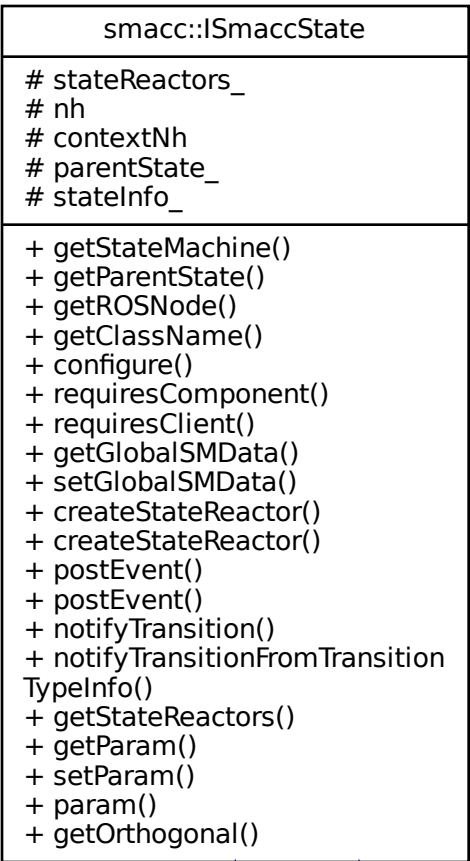 smacc::ISmaccState
# stateReactors_
# nh
# contextNh
# parentState_
# stateInfo_
+ getStateMachine()
+ getParentState()
+ getROSNode()
+ getClassName()
+ configure()
+ requiresComponent()
+ requiresClient()
+ getGlobalSMData()
+ setGlobalSMData()
+ createStateReactor()
+ createStateReactor()
+ postEvent()
+ postEvent()
+ notifyTransition()
+ notifyTransitionFromTransition
TypeInfo()
+ getStateReactors()
+ getParam()
+ setParam()
+ param()
+ getOrthogonal()